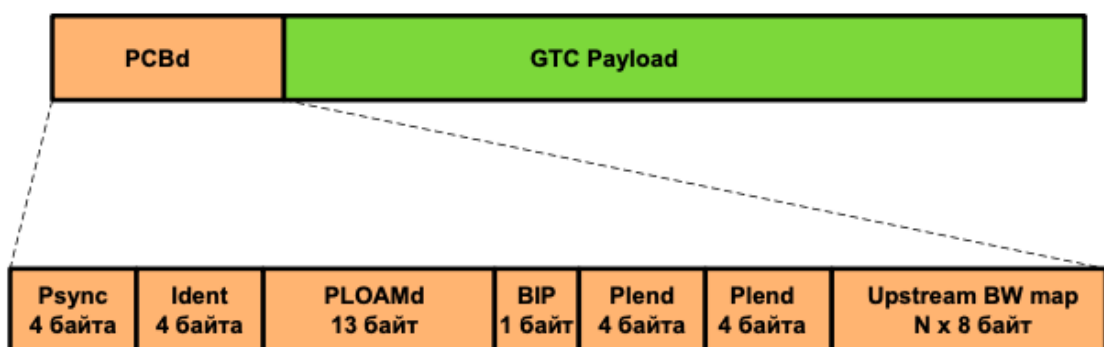 PCBd
GTC Payload
Psync
4 байта
Ident
4 байта
PLOAMd
13 байт
BIP
1 байт
Plend
4 байта
Plend
4 байта
Upstream BW map
N x 8 байт